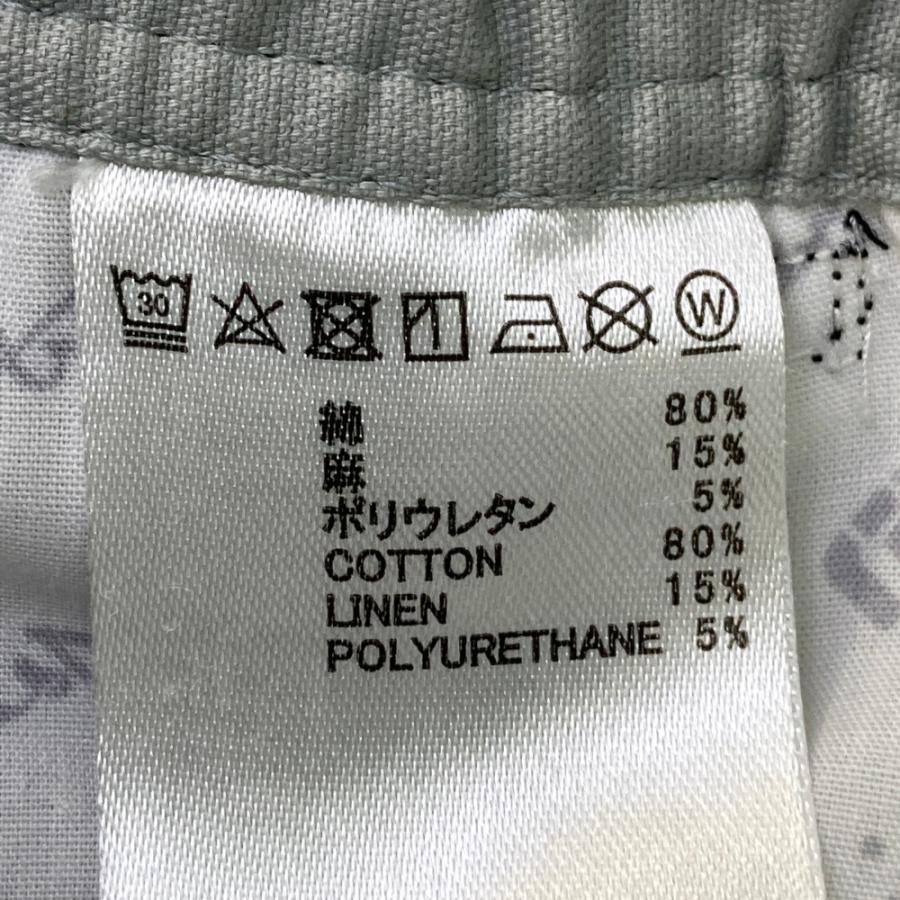 30 W
綿 80%
麻 15%
ポリウレタン 5%
COTTON 80%
LINEN 15%
POLYURETHANE 5%